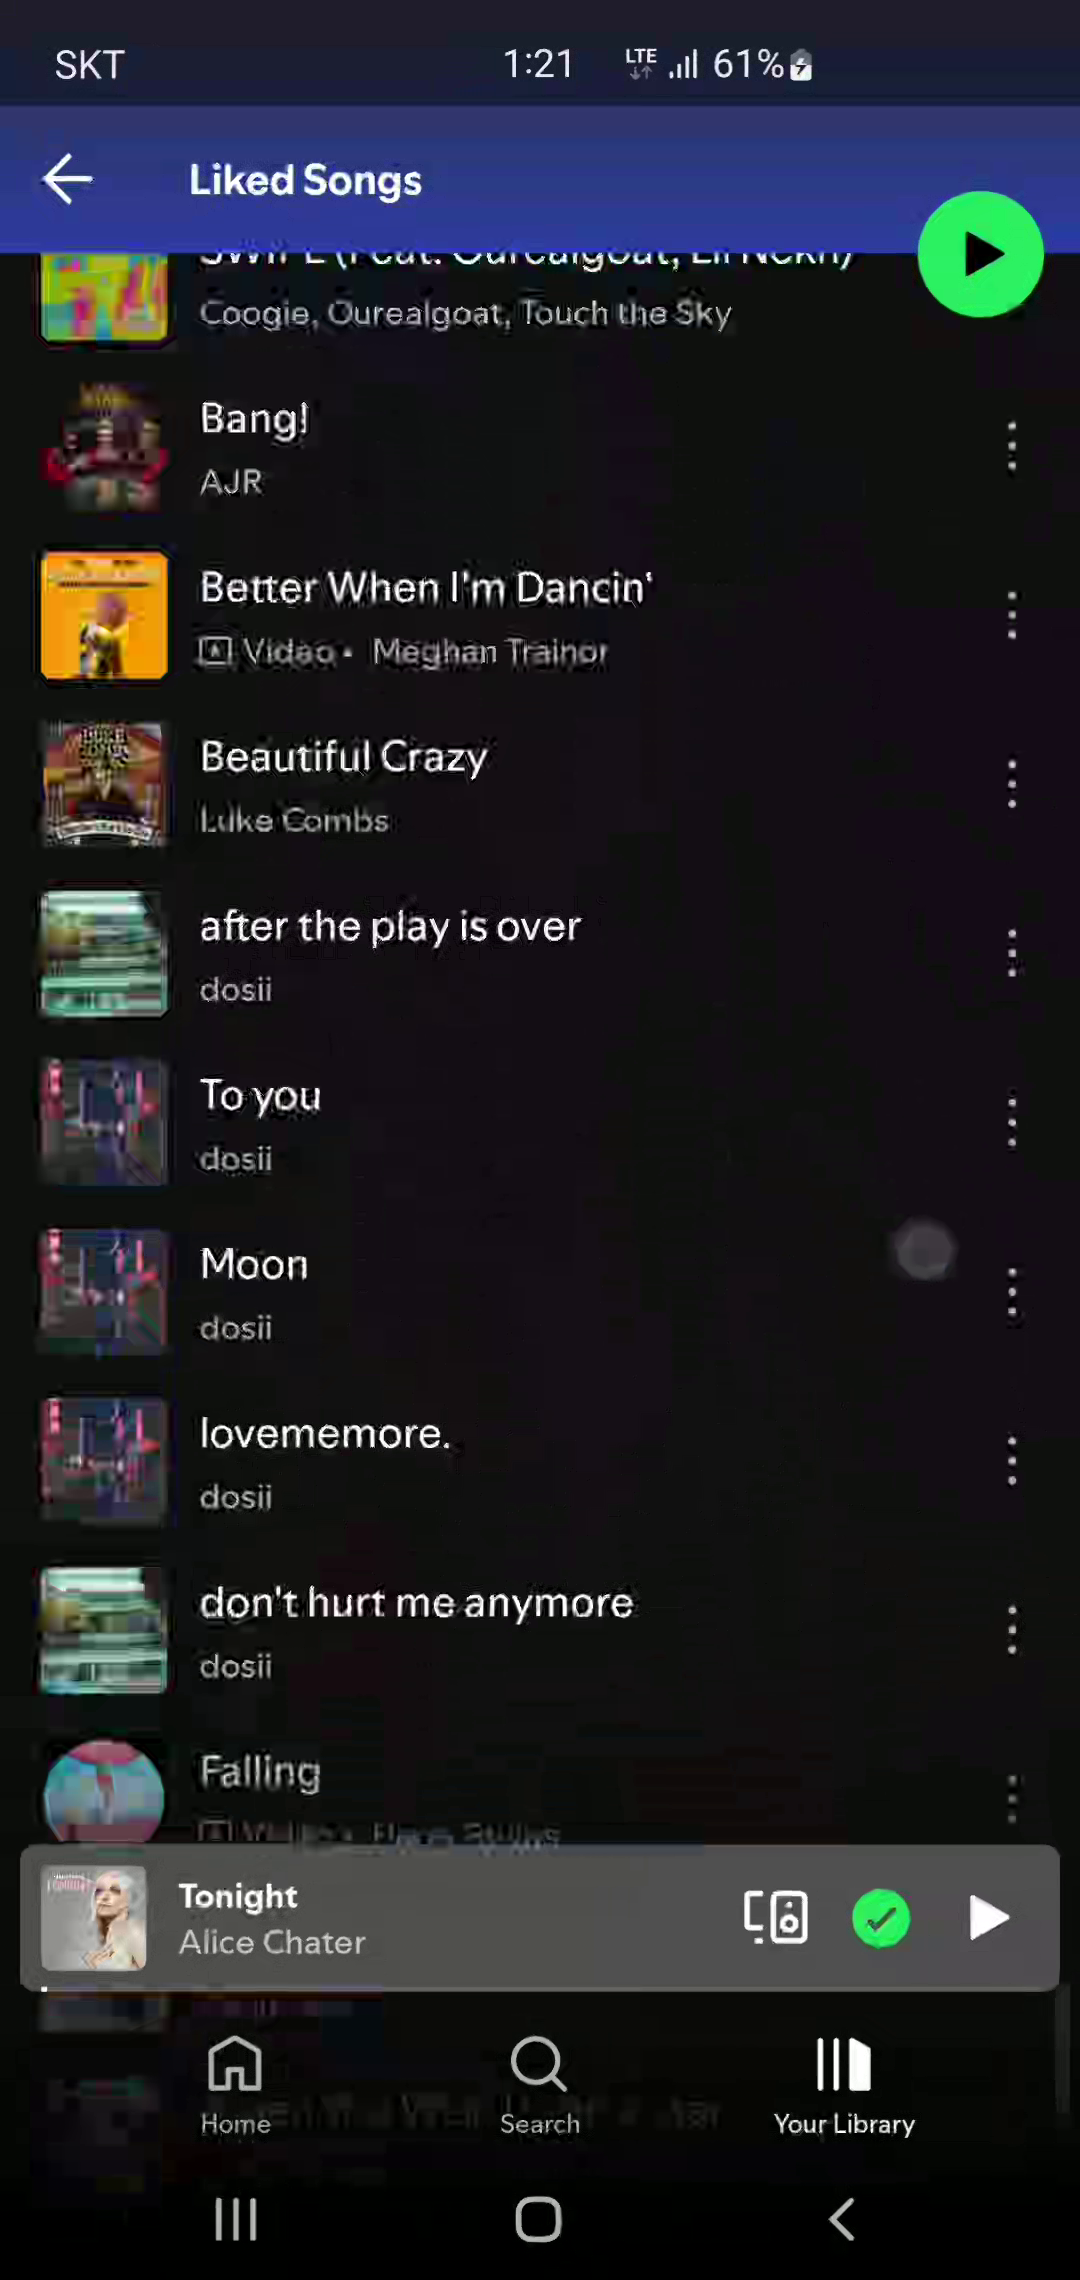 SKT
1:21 LTE 61%
Liked Songs
(Feat. Ourealgoat,
Coogie, Ourealgoat, Touch the Sky
Bang!
AJR
Better When I'm Dancin'
Video • Meghan Trainor
Beautiful Crazy
Luke Combs
after the play is over
dosii
To you
dosii
Moon
dosii
lovememore.
dosii
don't hurt me anymore
dosii
Falling
Tonight
Alice Chater
Home
Search
Your Library